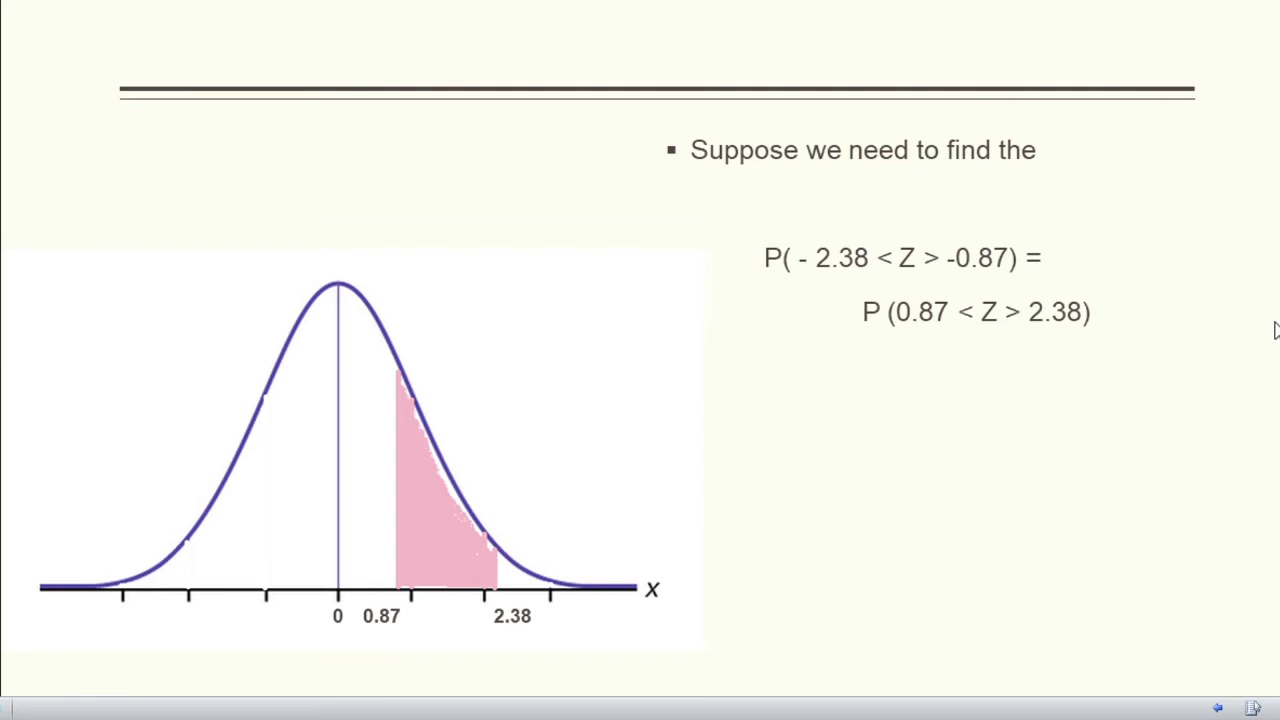 ▪ Suppose we need to find the
P( - 2.38 < Z > -0.87) =
P (0.87 < Z > 2.38)
x
0 0.87 2.38